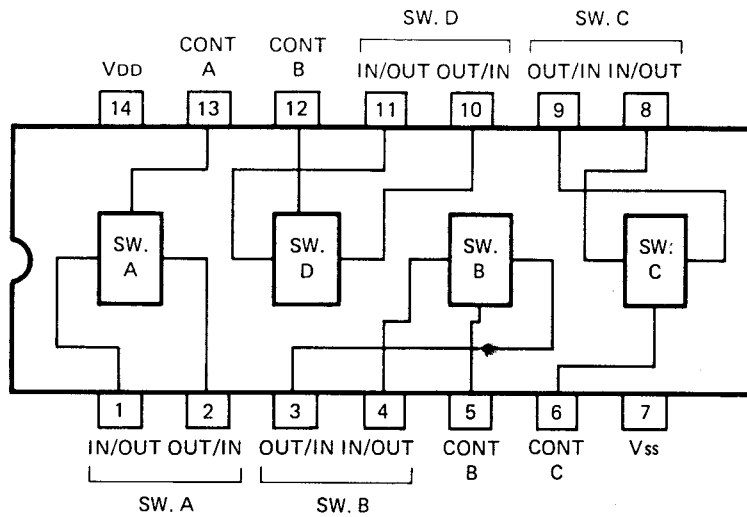 SW. D SW. C
CONT CONT
VDD A B IN/OUT OUT/IN OUT/IN IN/OUT
14 13 12 11 10 9 8
SW. SW. SW. SW:
A D B C
1 2 3 4 5 6 7
IN/OUT OUT/IN OUT/IN IN/OUT CONT CONT Vss
B C
SW. A SW. B